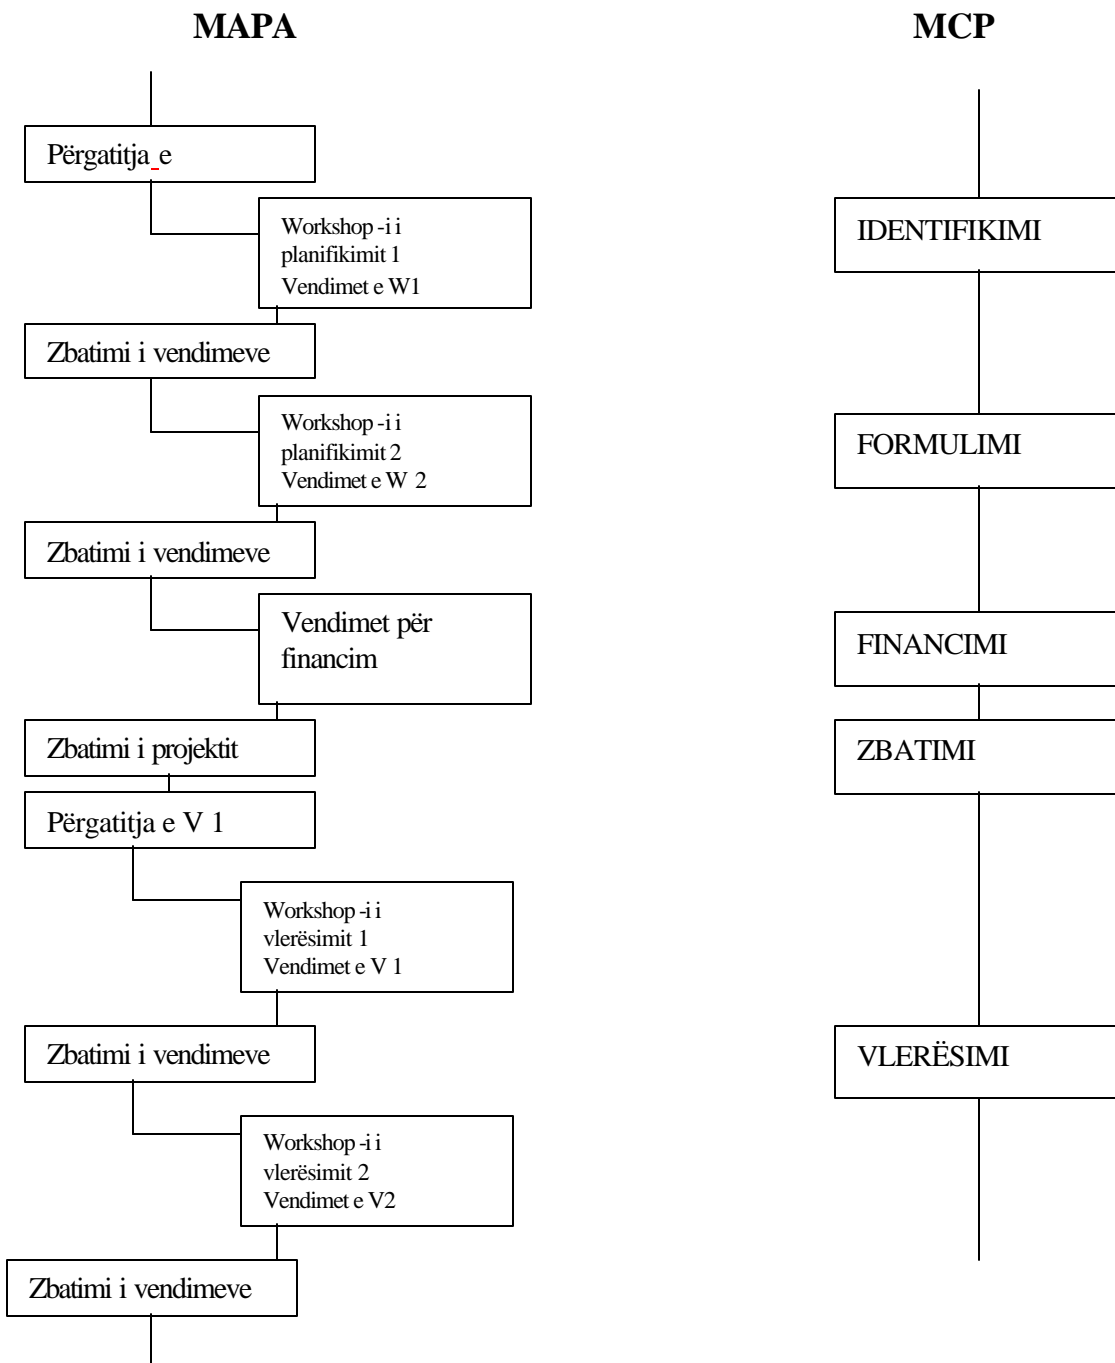 MAPA
Përgatitja e
Workshop -i i
planifikimit 1
Vendimet e W1
Zbatimi i vendimeve
Workshop -i i
planifikimit 2
Vendimet e W 2
Zbatimi i vendimeve
Vendimet për
financim
Zbatimi i projektit
Përgatitja e V 1
Workshop -i i
vlerësimit 1
Vendimet e V 1
Zbatimi i vendimeve
Workshop -i i
vlerësimit 2
Vendimet e V2
Zbatimi i vendimeve
MCP
IDENTIFIKIMI
FORMULIMI
FINANCIMI
ZBATIMI
VLERËSIMI